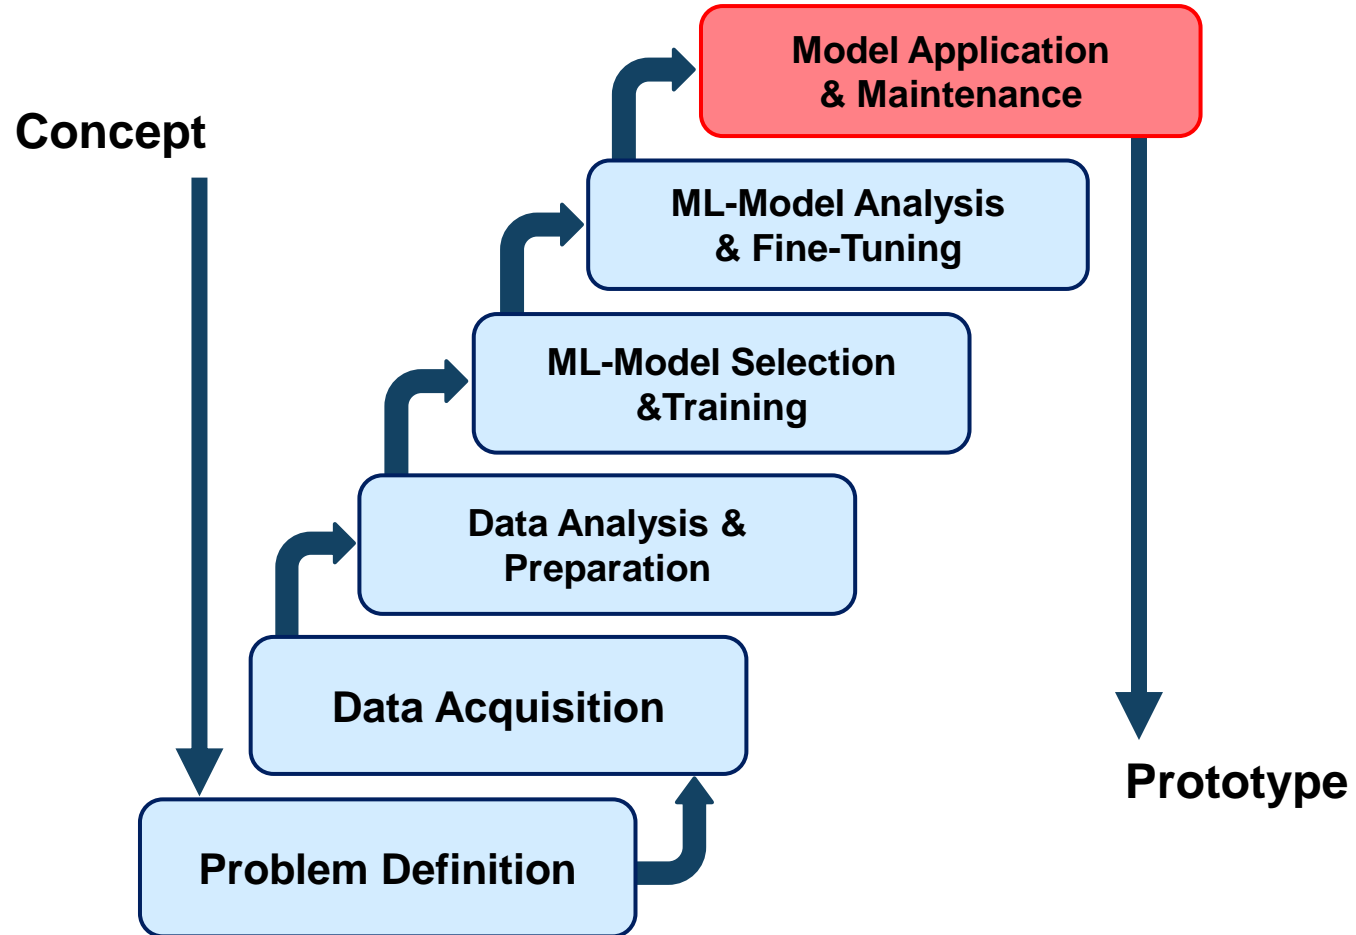 Model Application
& Maintenance
Concept
ML-Model Analysis
& Fine-Tuning
ML-Model Selection
&Training
Data Analysis &
Preparation
Data Acquisition
Prototype
Problem Definition